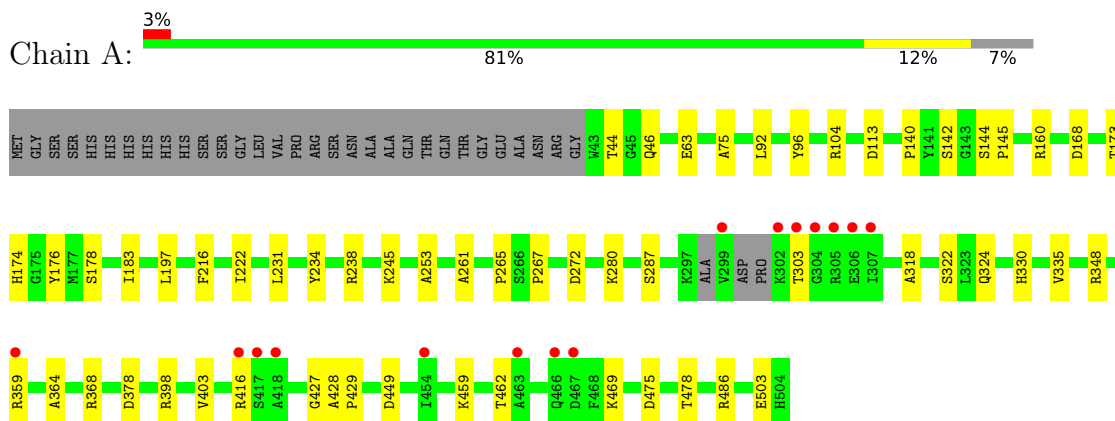 3%
Chain A:
81% 12% 7%
MET GLY SER SER HIS HIS HIS HIS HIS HIS SER SER GLY LEU VAL PRO ARG SER ASN ALA ALA GLN THR GLN THR GLY GLU ALA ASN ARG GLY W43 T44 G45 Q46 E63 A75 L92 Y96 R104 D113 P140 Y141 S142 G143 S144 P145 R160 D168
H174 G175 Y176 M177 S178 I183 L197 F216 I222 L231 Y234 R238 K245 A253 A261 P265 S266 P267 D272 K280 S287 K297 ALA V299 ASP PRO K302 T303 G304 R305 E306 I307 A318 S322 L323 Q324 H330 V335 R348
R359 A364 R368 D378 R398 V403 R416 S417 A418 G427 A428 P429 D449 I454 K459 T462 A463 Q466 D467 F468 K469 D475 T478 R486 E503 H504